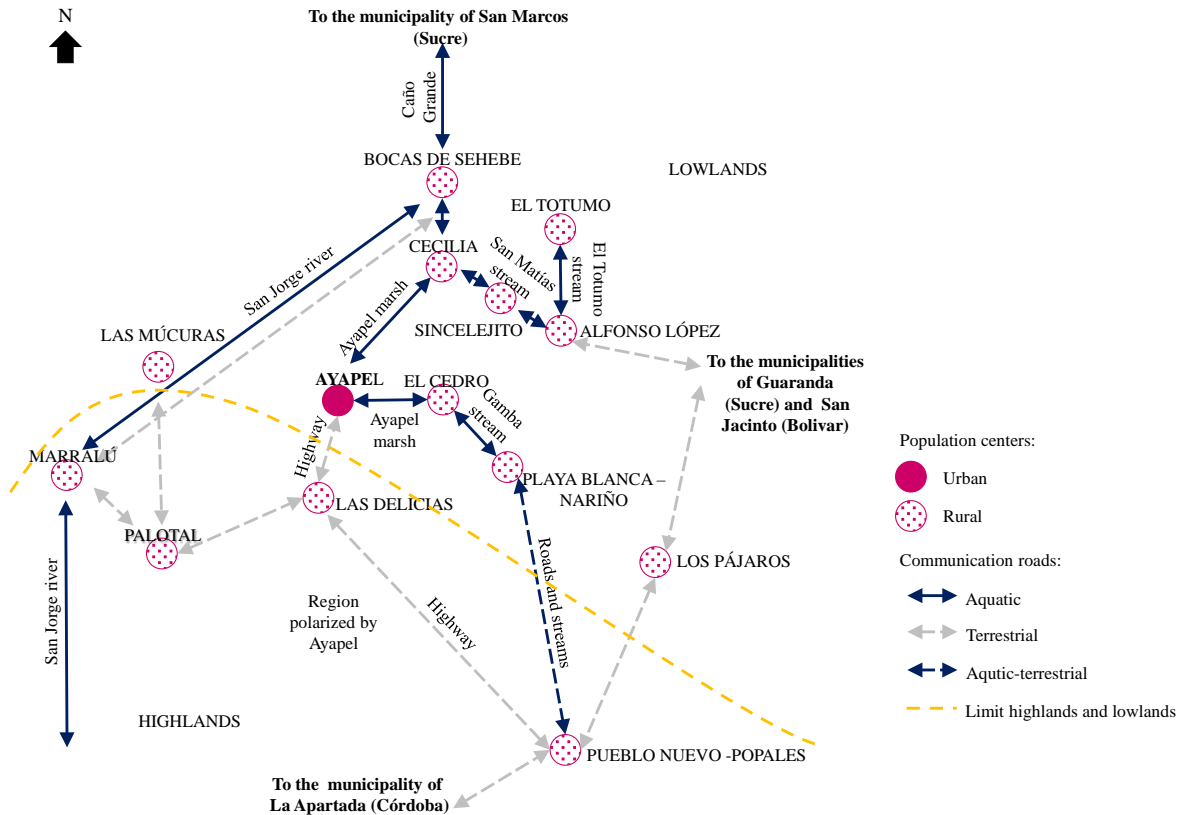 N
To the municipality of San Marcos
(Sucre)
Caño
Grande
BOCAS DE SEHEBE
LOWLANDS
EL TOTUMO
San Jorge river
CECILIA
San Matías
stream
El Totumo
stream
Ayapel marsh
SINCELEJITO
ALFONSO LÓPEZ
LAS MÚCURAS
To the municipalities
of Guaranda
(Sucre) and San
Jacinto (Bolivar)
AYAPEL
EL CEDRO
Ayapel
marsh
Gamba
stream
Highway
MARRALÚ
PLAYA BLANCA –
NARIÑO
LAS DELICIAS
PALOTAL
LOS PÁJAROS
Roads and streams
San Jorge river
Region
polarized by
Ayapel
Highway
HIGHLANDS
PUEBLO NUEVO -POPALES
To the municipality of
La Apartada (Córdoba)
Population centers:
Urban
Rural
Communication roads:
Aquatic
Terrestrial
Aqutic-terrestrial
Limit highlands and lowlands